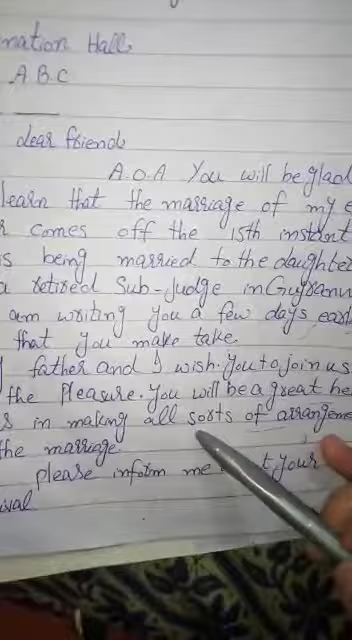 nation Hall.
A.B.C
dear friend.
A.O.A You will be glad
learn that the marriage of my e
r comes off the 15th instant
is being married to the daughter
a retired Sub-Judge in Gujranw
am writing you a few days earl
that you make take.
father and I wish you to join us
the pleasure. You will be a great he
s in making all sorts of arrangeme
the marriage.
please inform me t your
ival